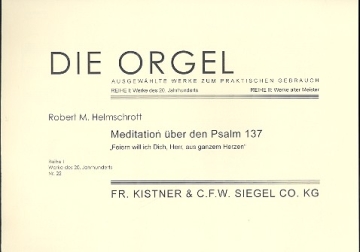 DIE ORGEL
AUSGEWÄHLTE WERKE ZUM PRAKTISCHEN GEBRAUCH
REIHE I: Werke des 20. Jahrhunderts REIHE II: Werke alter Meister
Robert M. Helmschrott
Meditation über den Psalm 137
„Feiern will ich Dich, Herr, aus ganzem Herzen"
Reihe I
Werke des 20. Jahrhunderts
Nr. 22
FR. KISTNER & C.F.W. SIEGEL CO. KG